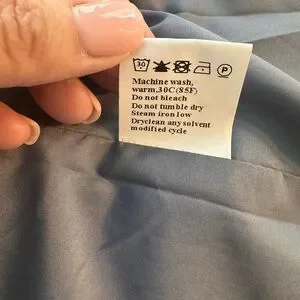 30 P
Machine wash,
warm,30C(85F)
Do not bleach
Do not tumble dry
Steam iron low
Dryclean any solvent
modified cycle